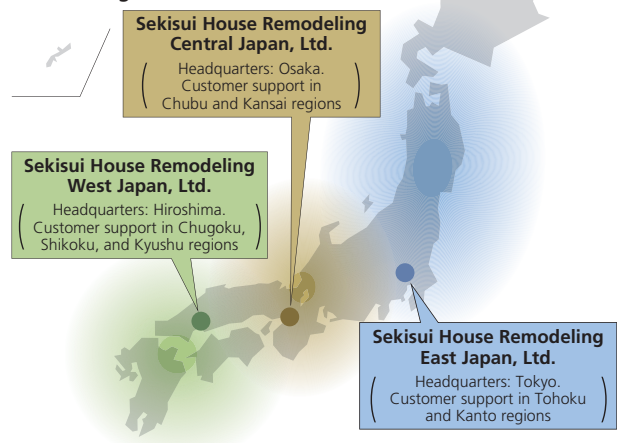 Sekisui House Remodeling
Central Japan, Ltd.
Headquarters: Osaka.
Customer support in
Chubu and Kansai regions
Sekisui House Remodeling
West Japan, Ltd.
Headquarters: Hiroshima.
Customer support in Chugoku,
Shikoku, and Kyushu regions
Sekisui House Remodeling
East Japan, Ltd.
Headquarters: Tokyo.
Customer support in Tohoku
and Kanto regions